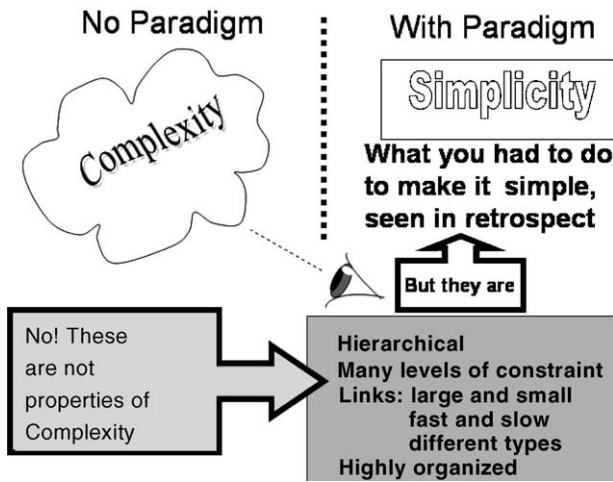 No Paradigm
Complexity
With Paradigm
Simplicity
What you had to do
to make it simple,
seen in retrospect
But they are
No! These
are not
properties of
Complexity
Hierarchical
Many levels of constraint
Links: large and small
fast and slow
different types
Highly organized